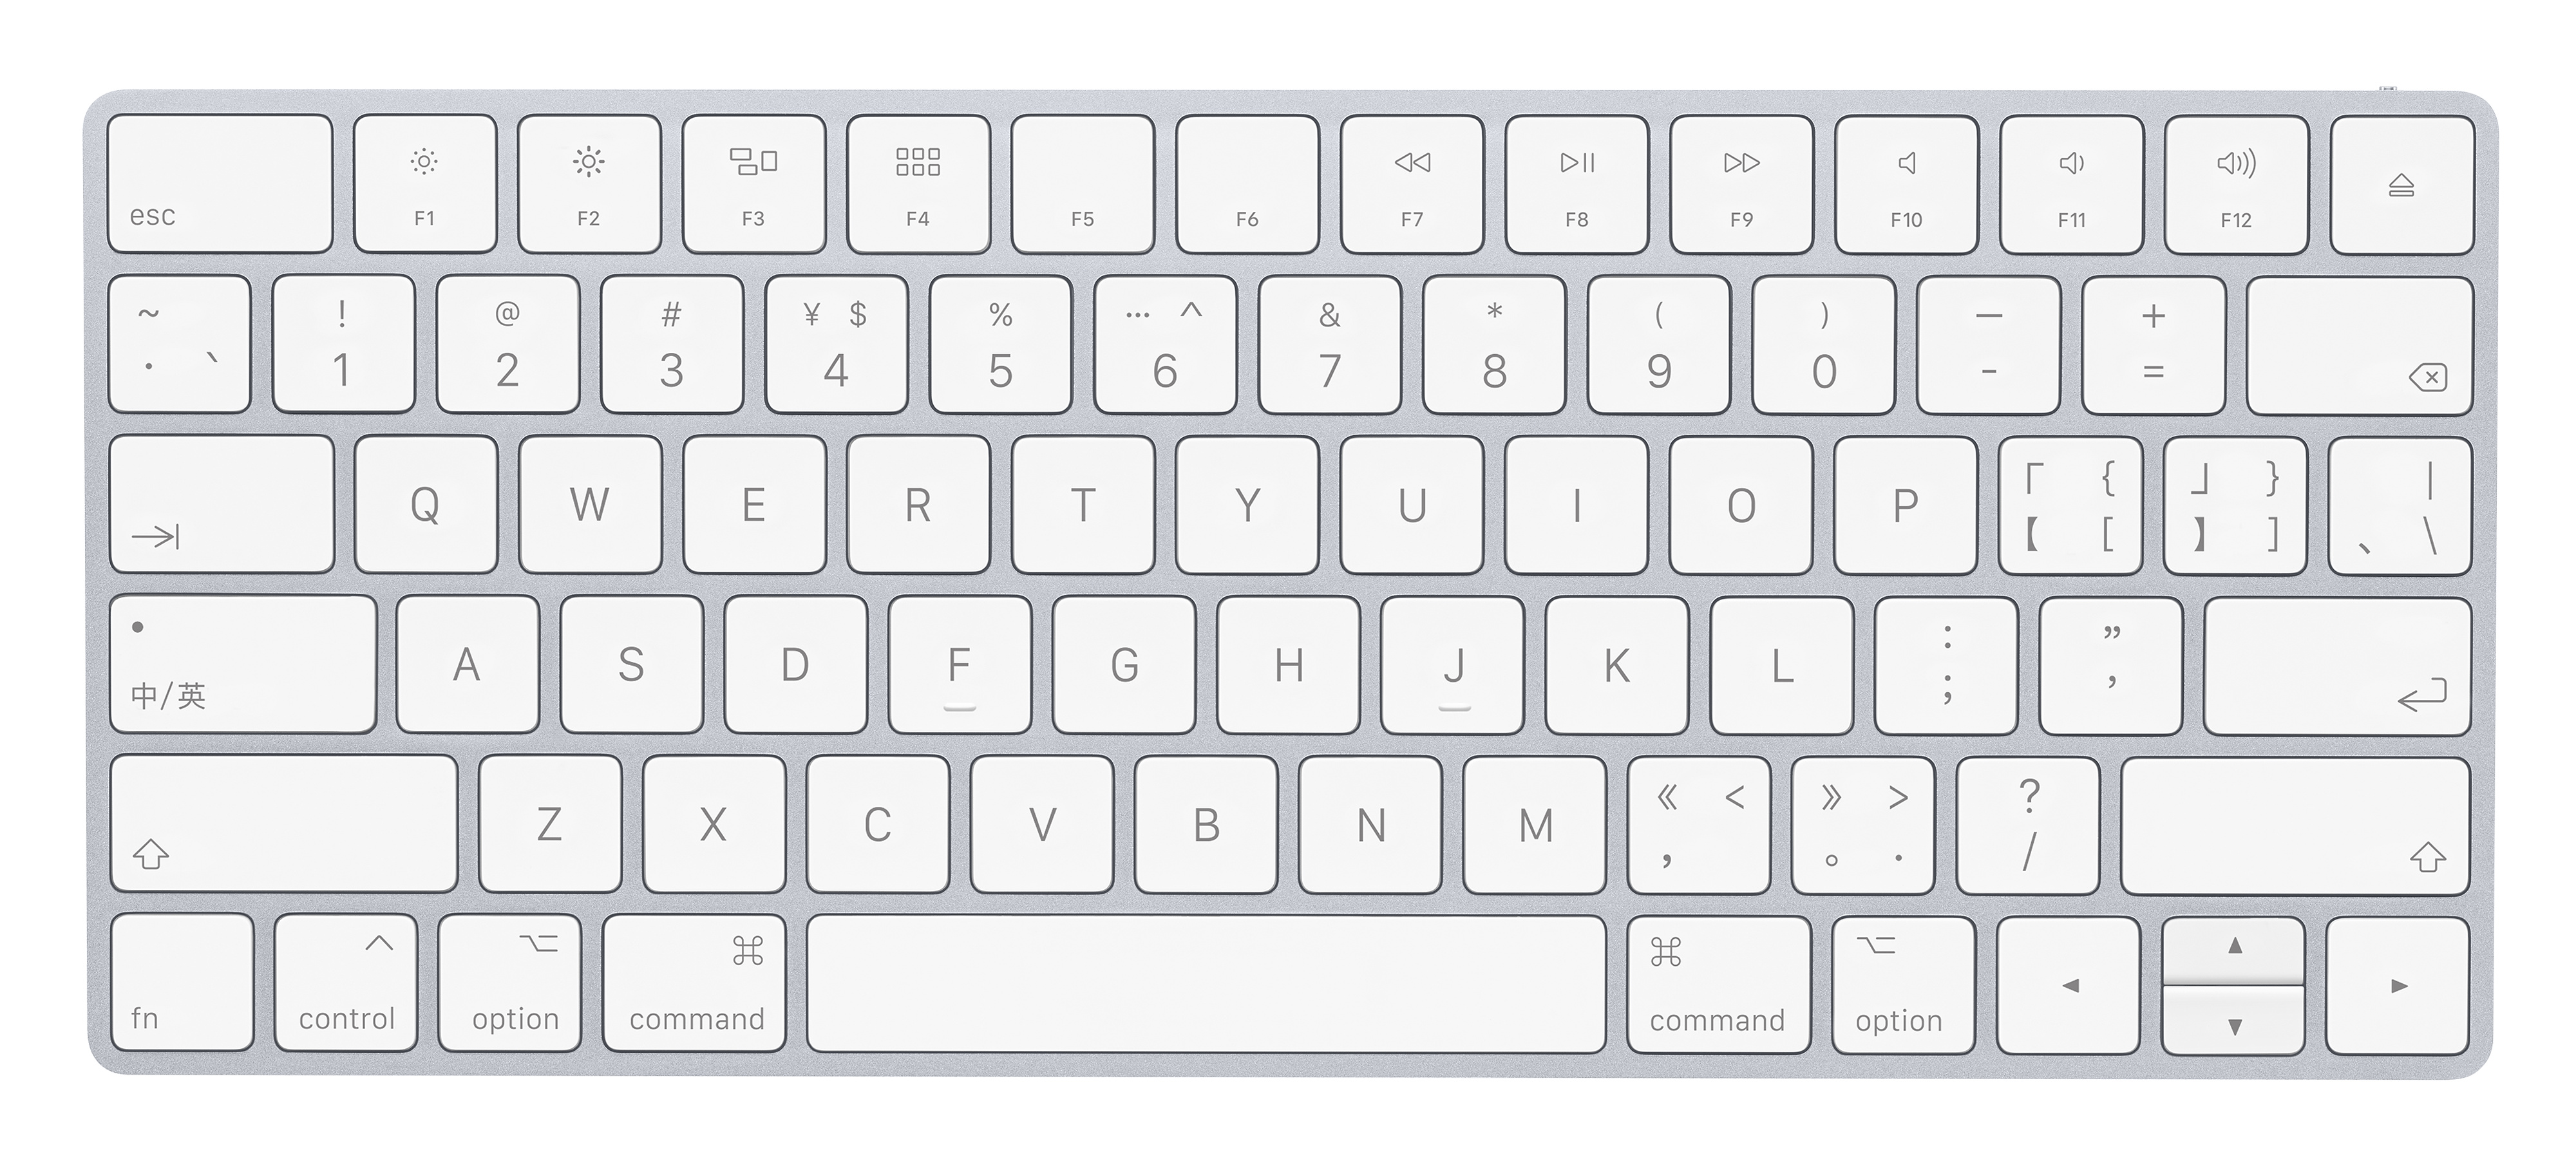 esc F1 F2 F3 F4 F5 F6 F7 F8 F9 F10 F11 F12
~ ! @ # ¥ $ % … ^ & * ( ) — +
· ` 1 2 3 4 5 6 7 8 9 0 - =
Q W E R T Y U I O P 「 { 」 } |
【 [ 】 ] 、 \
A S D F G H J K L : ”
中/英 ; ’
Z X C V B N M 《 < 》 > ?
, 。 . /
fn control option command command option